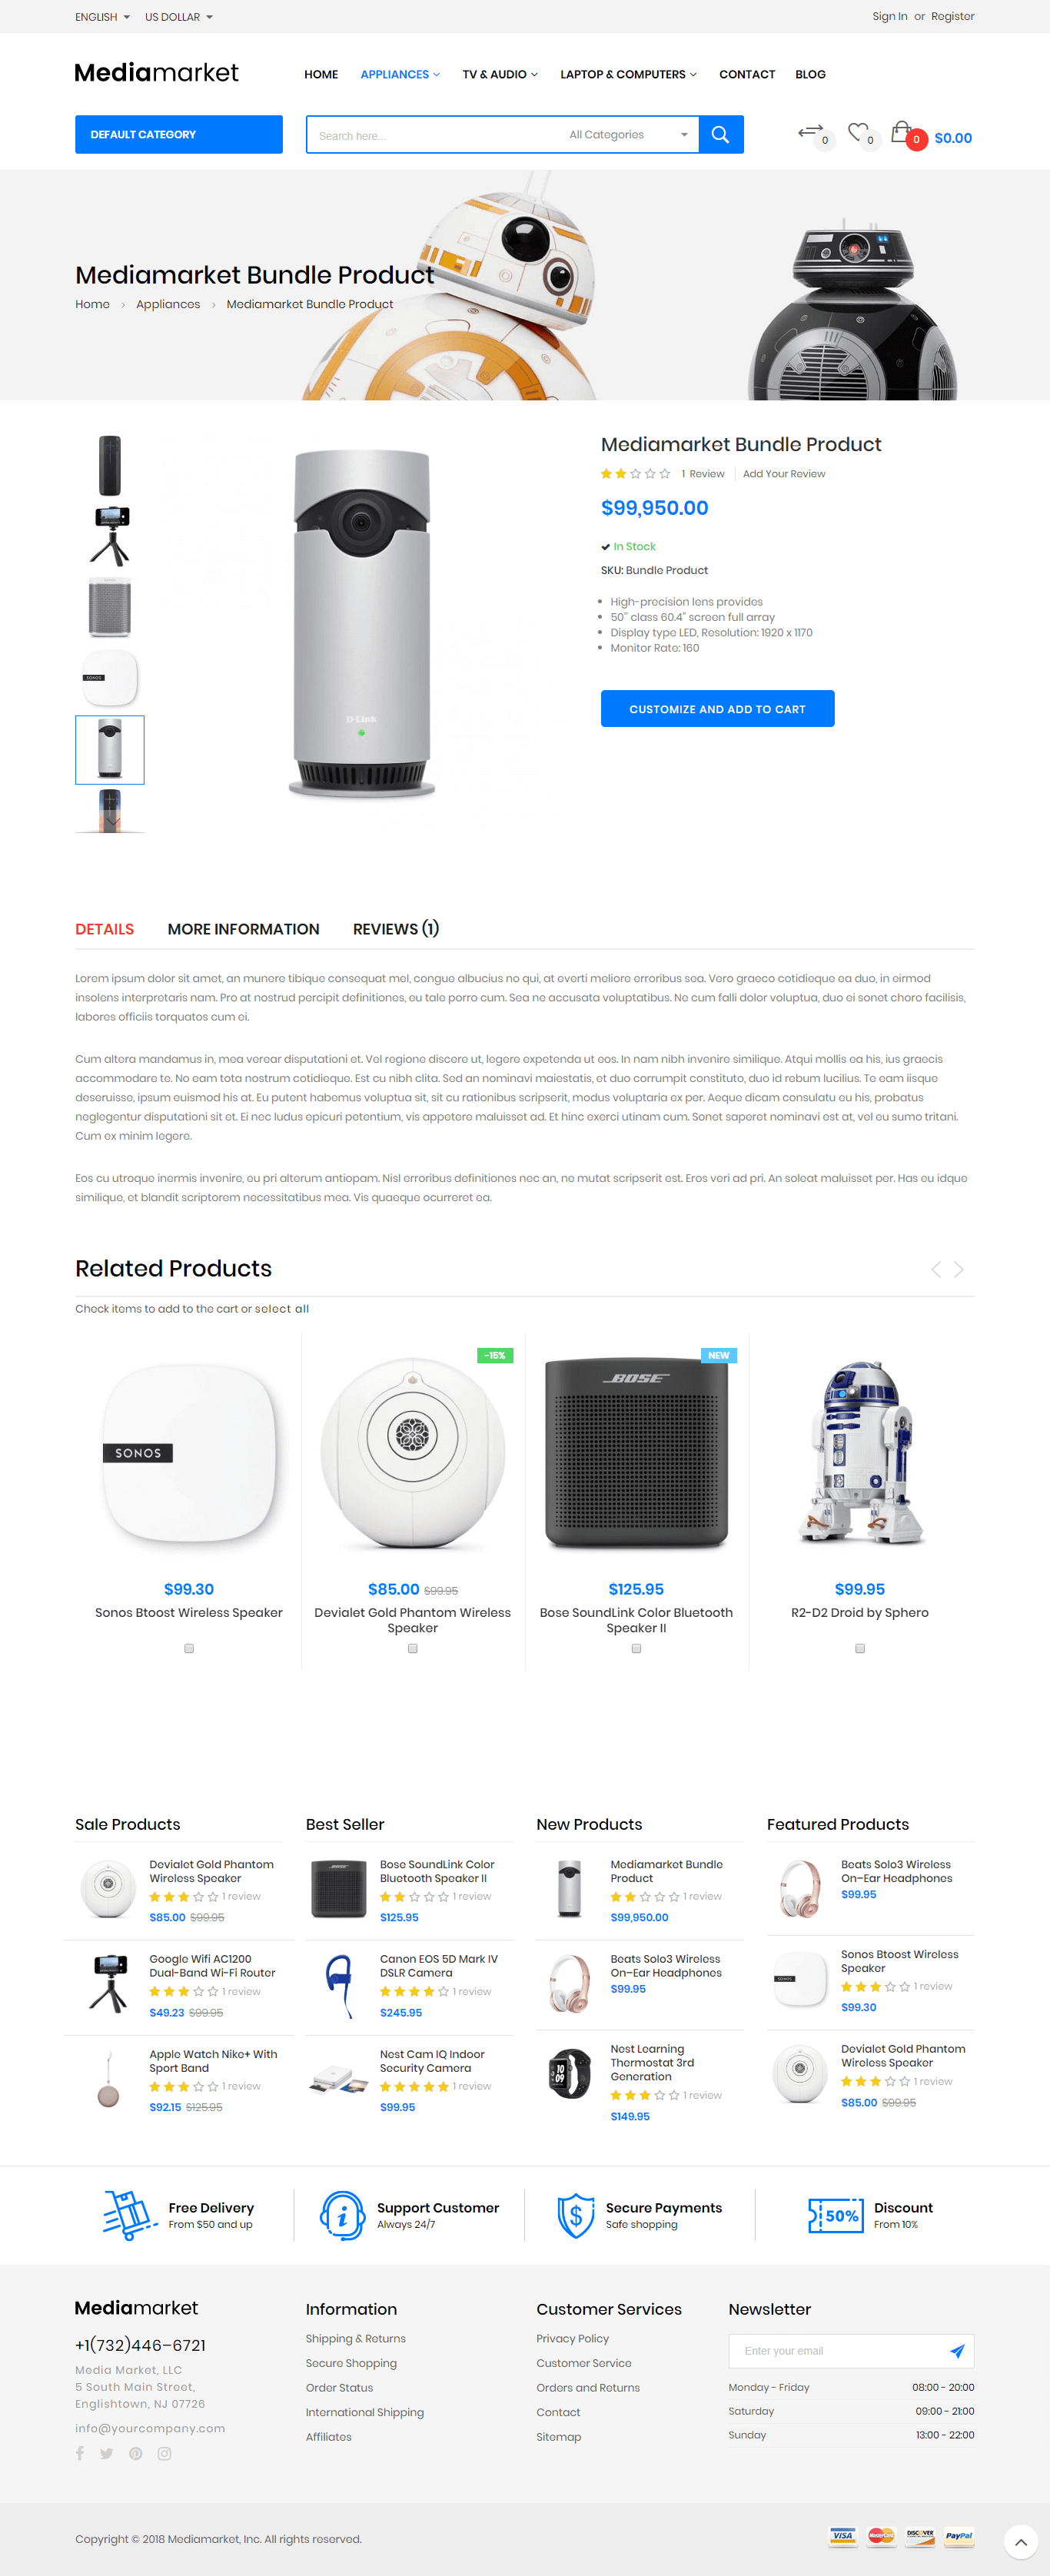 ENGLISH US DOLLAR Sign In or Register
Mediamarket
HOME APPLIANCES TV & AUDIO LAPTOP & COMPUTERS CONTACT BLOG
DEFAULT CATEGORY
Search here... All Categories
0 0 0 $0.00
Mediamarket Bundle Product
Home › Appliances › Mediamarket Bundle Product
SONOS
D-Link
Mediamarket Bundle Product
1 Review Add Your Review
$99,950.00
In Stock
SKU: Bundle Product
High-precision lens provides
50" class 60.4" screen full array
Display type LED, Resolution: 1920 x 1170
Monitor Rate: 160
CUSTOMIZE AND ADD TO CART
DETAILS MORE INFORMATION REVIEWS (1)
Lorem ipsum dolor sit amet, an munere tibique consequat mel, congue albucius no qui, at everti meliore erroribus sea. Vero graeco cotidieque ea duo, in eirmod
insolens interpretaris nam. Pro at nostrud percipit definitiones, eu tale porro cum. Sea ne accusata voluptatibus. Ne cum falli dolor voluptua, duo ei sonet choro facilisis,
labores officiis torquatos cum ei.
Cum altera mandamus in, mea verear disputationi et. Vel regione discere ut, legere expetenda ut eos. In nam nibh invenire similique. Atqui mollis ea his, ius graecis
accommodare te. No eam tota nostrum cotidieque. Est cu nibh clita. Sed an nominavi maiestatis, et duo corrumpit constituto, duo id rebum lucilius. Te eam iisque
deseruisse, ipsum euismod his at. Eu putent habemus voluptua sit, sit cu rationibus scripserit, modus voluptaria ex per. Aeque dicam consulatu eu his, probatus
neglegentur disputationi sit et. Ei nec ludus epicuri petentium, vis appetere maluisset ad. Et hinc exerci utinam cum. Sonet saperet nominavi est at, vel eu sumo tritani.
Cum ex minim legere.
Eos cu utroque inermis invenire, eu pri alterum antiopam. Nisl erroribus definitiones nec an, ne mutat scripserit est. Eros veri ad pri. An soleat maluisset per. Has eu idque
similique, et blandit scriptorem necessitatibus mea. Vis quaeque ocurreret ea.
Related Products
Check items to add to the cart or select all
SONOS
$99.30
Sonos Btoost Wireless Speaker
-15%
$85.00 $99.95
Devialet Gold Phantom Wireless
Speaker
NEW
BOSE
$125.95
Bose SoundLink Color Bluetooth
Speaker II
$99.95
R2-D2 Droid by Sphero
Sale Products
Devialet Gold Phantom
Wireless Speaker
1 review
$85.00 $99.95
Google Wifi AC1200
Dual-Band Wi-Fi Router
1 review
$49.23 $99.95
Apple Watch Nike+ With
Sport Band
1 review
$92.15 $125.95
Best Seller
BOSE
Bose SoundLink Color
Bluetooth Speaker II
1 review
$125.95
Canon EOS 5D Mark IV
DSLR Camera
1 review
$245.95
Nest Cam IQ Indoor
Security Camera
1 review
$99.95
New Products
Mediamarket Bundle
Product
1 review
$99,950.00
Beats Solo3 Wireless
On-Ear Headphones
$99.95
10
09
Nest Learning
Thermostat 3rd
Generation
1 review
$149.95
Featured Products
Beats Solo3 Wireless
On-Ear Headphones
$99.95
SONOS
Sonos Btoost Wireless
Speaker
1 review
$99.30
Devialet Gold Phantom
Wireless Speaker
1 review
$85.00 $99.95
Free Delivery
From $50 and up
Support Customer
Always 24/7
$
Secure Payments
Safe shopping
50%
Discount
From 10%
Mediamarket
+1(732)446-6721
Media Market, LLC
5 South Main Street,
Englishtown, NJ 07726
info@yourcompany.com
Information
Shipping & Returns
Secure Shopping
Order Status
International Shipping
Affiliates
Customer Services
Privacy Policy
Customer Service
Orders and Returns
Contact
Sitemap
Newsletter
Enter your email
Monday - Friday 08:00 - 20:00
Saturday 09:00 - 21:00
Sunday 13:00 - 22:00
Copyright © 2018 Mediamarket, Inc. All rights reserved.
VISA MasterCard DISCOVER PayPal